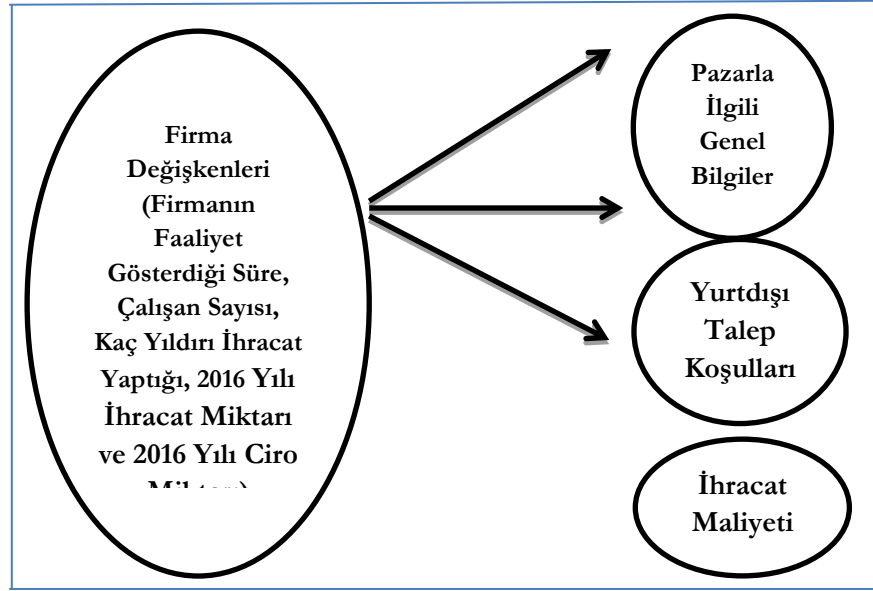 Firma
Değişkenleri
(Firmanın
Faaliyet
Gösterdiği Süre,
Çalışan Sayısı,
Kaç Yıldırı İhracat
Yaptığı, 2016 Yılı
İhracat Miktarı
ve 2016 Yılı Ciro
Pazarla
İlgili
Genel
Bilgiler
Yurtdışı
Talep
Koşulları
İhracat
Maliyeti